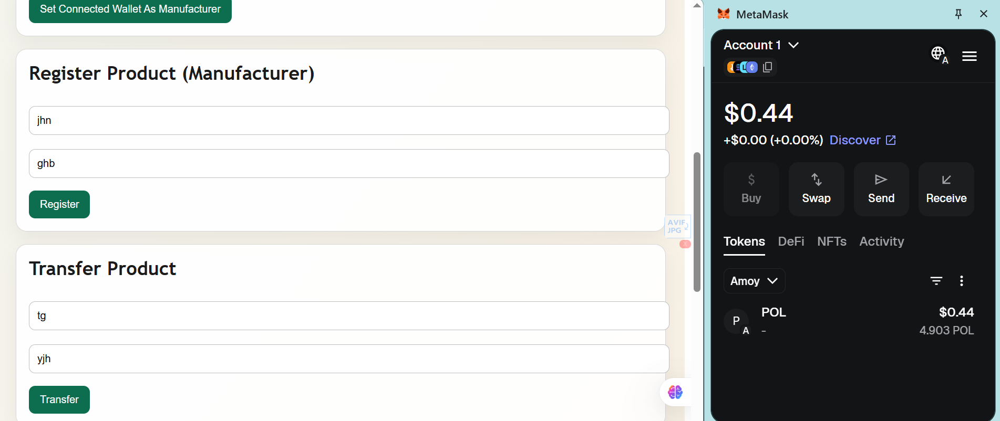 Set Connected Wallet As Manufacturer
Register Product (Manufacturer)
jhn
ghb
Register
Transfer Product
tg
yjh
Transfer
AVIF
JPG
X
MetaMask
Account 1
A
$0.44
+$0.00 (+0.00%) Discover
$
Buy
Swap
Send
Receive
Tokens DeFi NFTs Activity
Amoy
P
A
POL
-
$0.44
4.903 POL